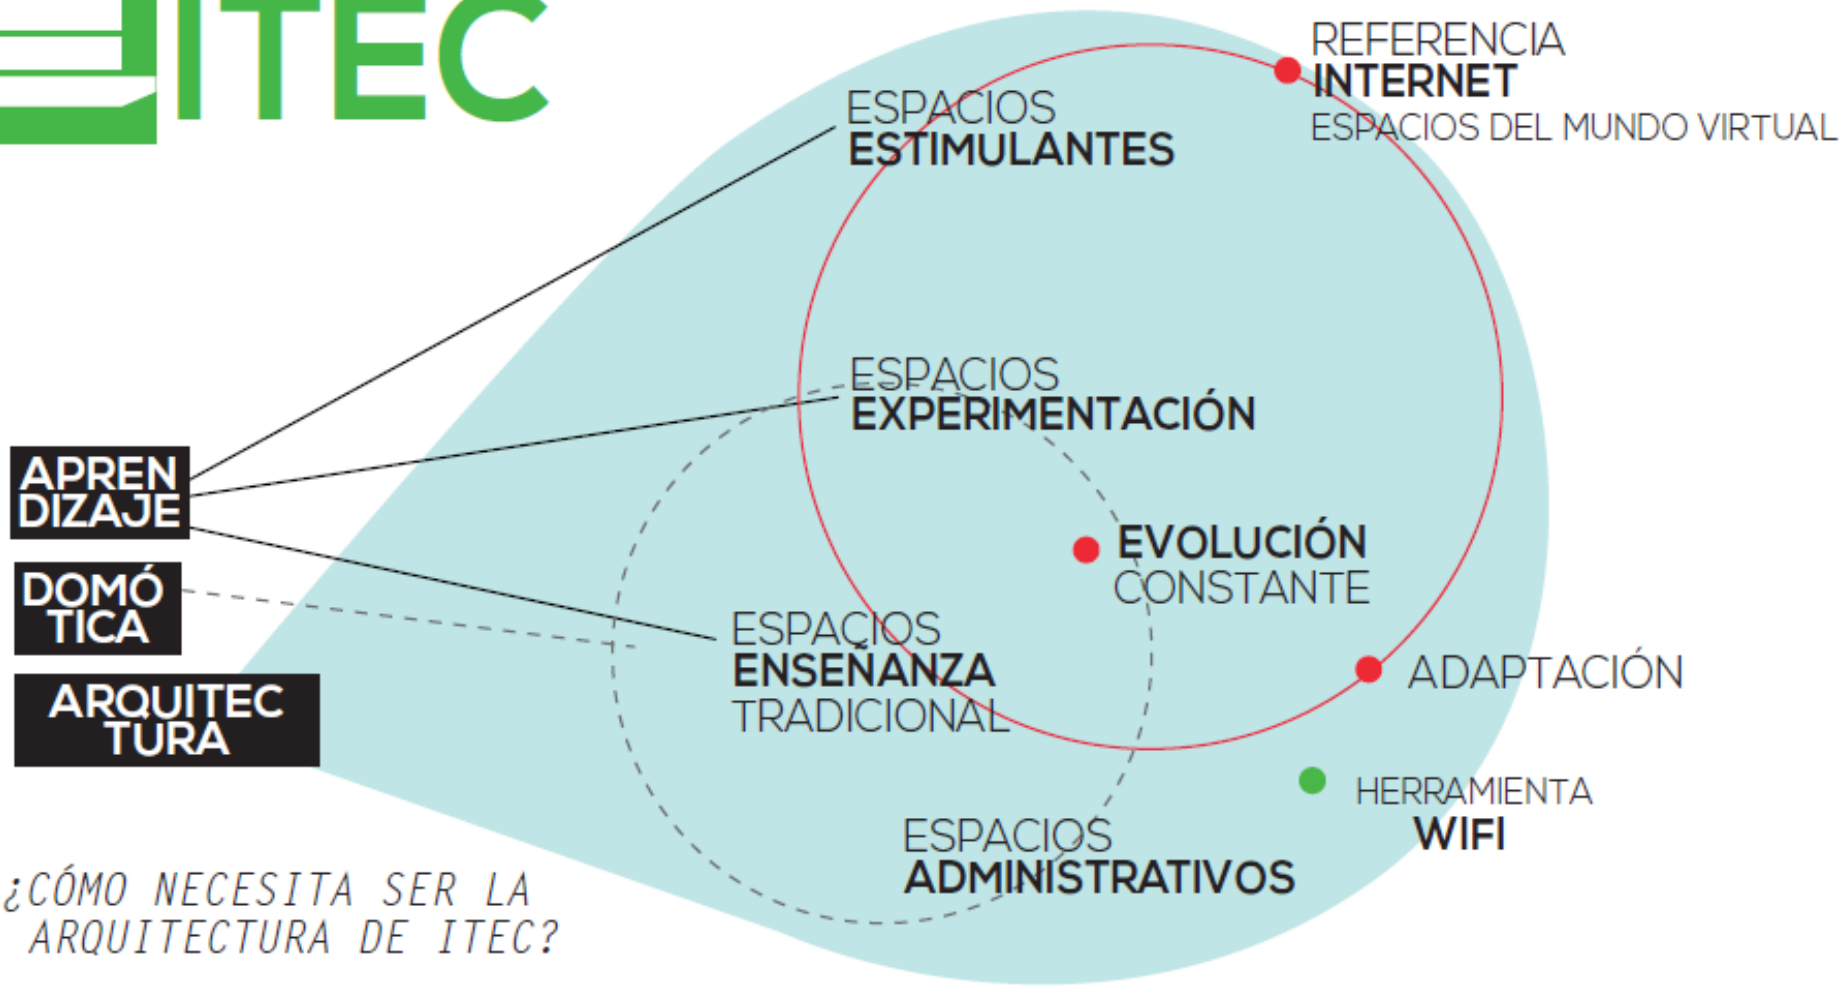 ITEC
REFERENCIA
INTERNET
ESPACIOS DEL MUNDO VIRTUAL
ESPACIOS
ESTIMULANTES
ESPACIOS
EXPERIMENTACIÓN
APREN
DIZAJE
EVOLUCIÓN
CONSTANTE
DOMÓ
TICA
ESPACIOS
ENSEÑANZA
TRADICIONAL
ADAPTACIÓN
ARQUITEC
TURA
HERRAMIENTA
WIFI
ESPACIOS
ADMINISTRATIVOS
¿CÓMO NECESITA SER LA
ARQUITECTURA DE ITEC?